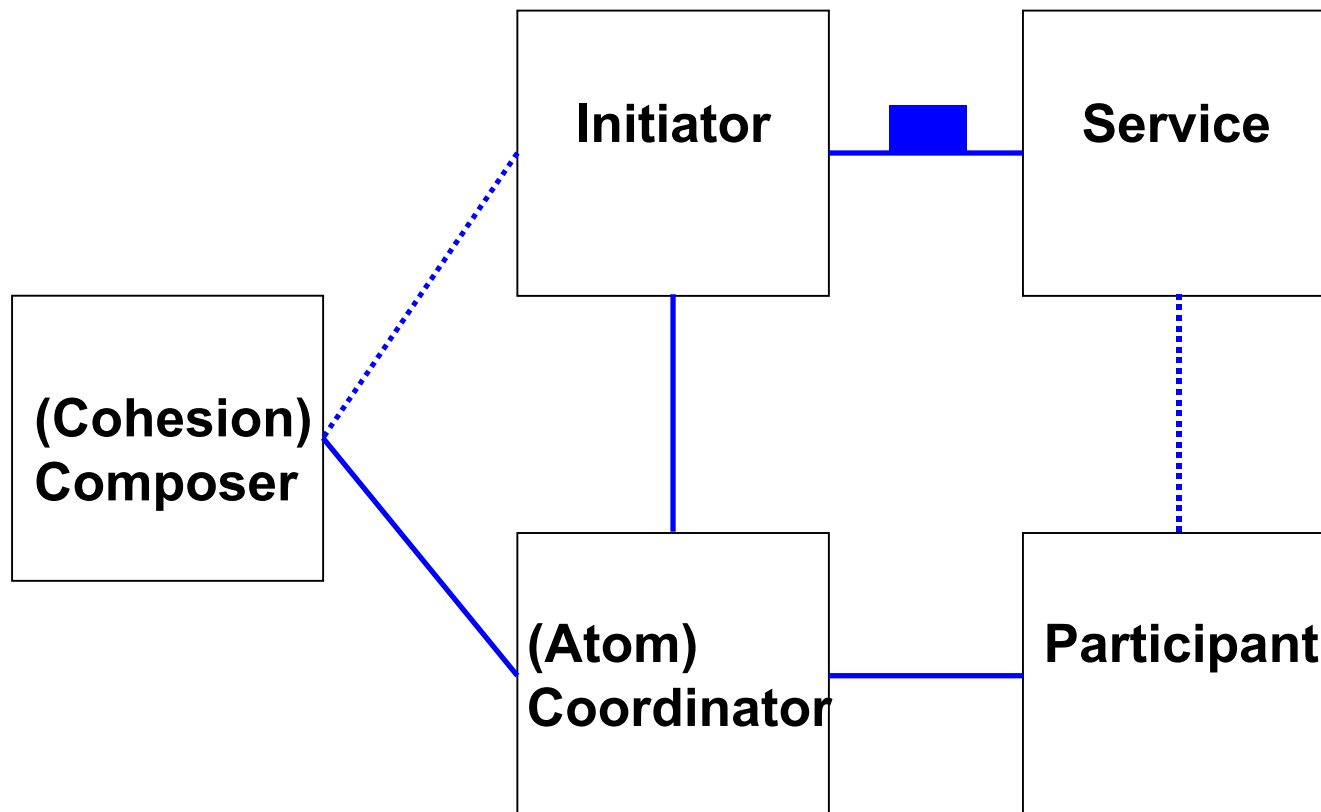 Initiator
Service
(Cohesion)
Composer
(Atom)
Coordinator
Participant